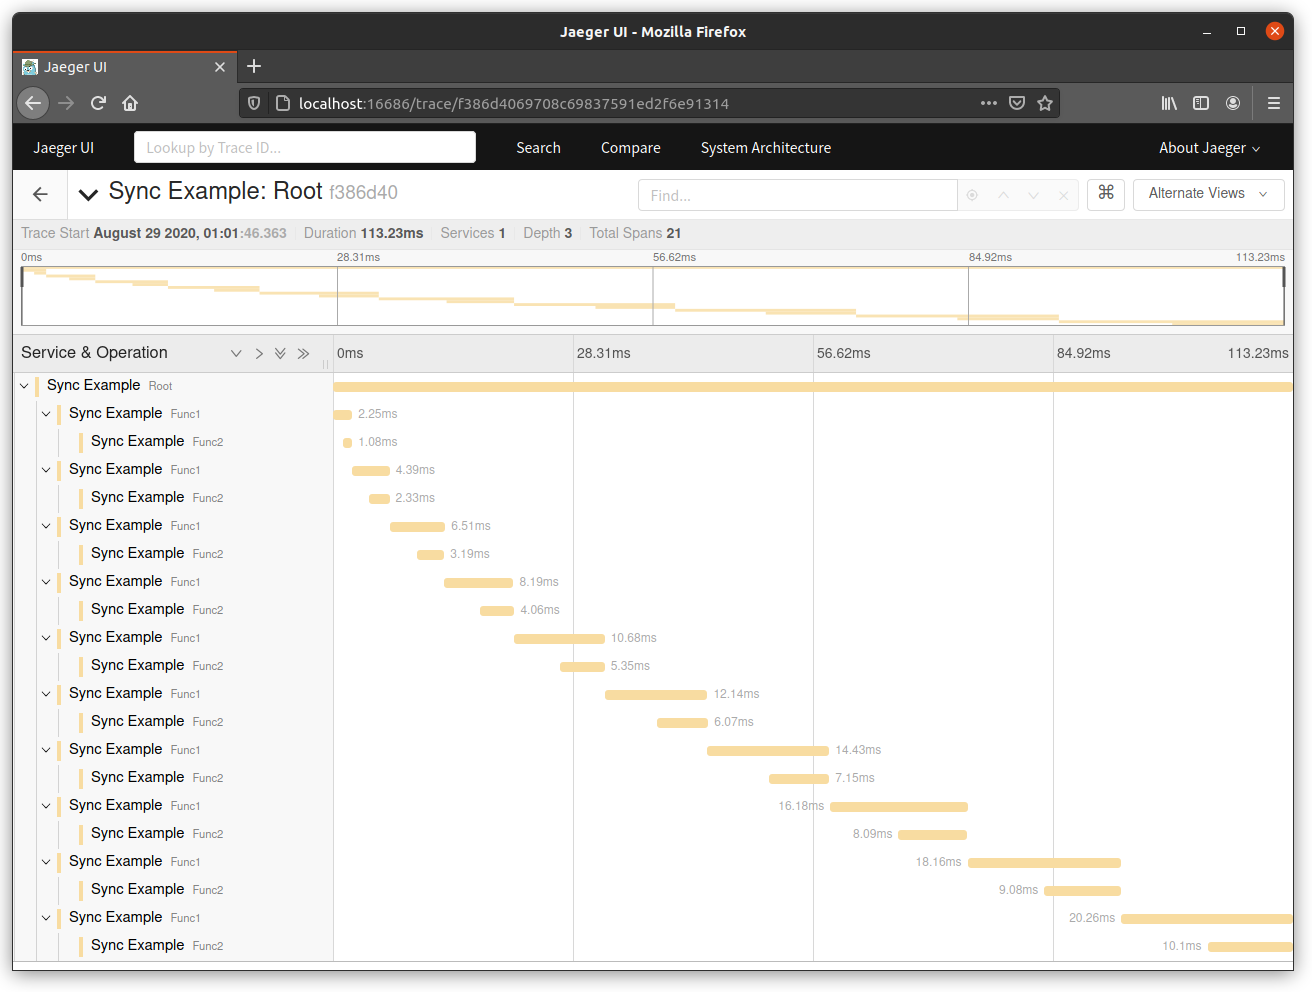 Jaeger UI - Mozilla Firefox
Jaeger UI
localhost:16686/trace/f386d4069708c69837591ed2f6e91314
Jaeger UI Lookup by Trace ID... Search Compare System Architecture About Jaeger
Sync Example: Root f386d40 Find... ⌘ Alternate Views
Trace Start August 29 2020, 01:01:46.363 Duration 113.23ms Services 1 Depth 3 Total Spans 21
0ms 28.31ms 56.62ms 84.92ms 113.23ms
Service & Operation 0ms 28.31ms 56.62ms 84.92ms 113.23ms
Sync Example Root
Sync Example Func1 2.25ms
Sync Example Func2 1.08ms
Sync Example Func1 4.39ms
Sync Example Func2 2.33ms
Sync Example Func1 6.51ms
Sync Example Func2 3.19ms
Sync Example Func1 8.19ms
Sync Example Func2 4.06ms
Sync Example Func1 10.68ms
Sync Example Func2 5.35ms
Sync Example Func1 12.14ms
Sync Example Func2 6.07ms
Sync Example Func1 14.43ms
Sync Example Func2 7.15ms
Sync Example Func1 16.18ms
Sync Example Func2 8.09ms
Sync Example Func1 18.16ms
Sync Example Func2 9.08ms
Sync Example Func1 20.26ms
Sync Example Func2 10.1ms